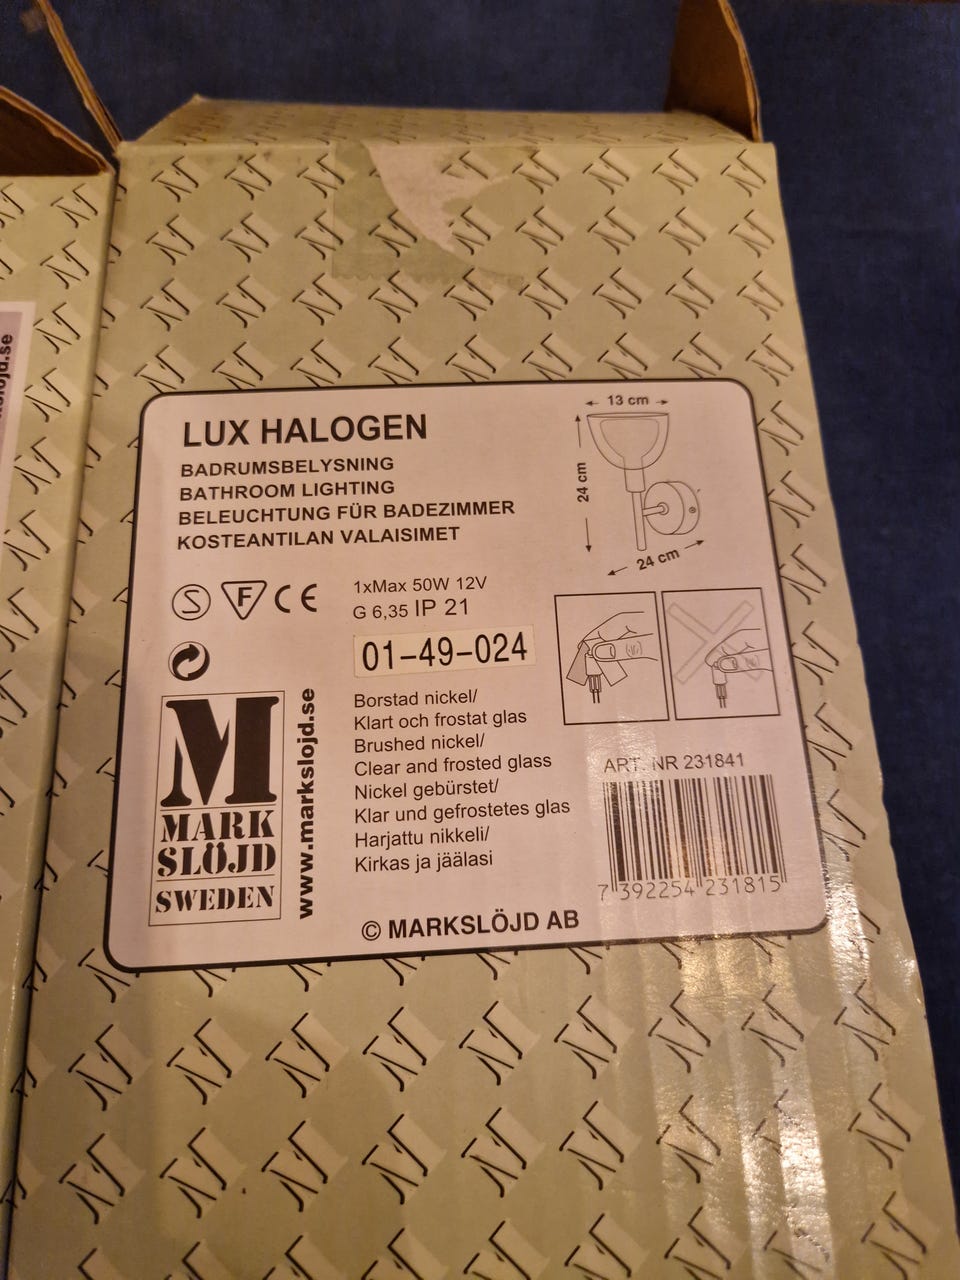 13 cm
24 cm
24 cm
LUX HALOGEN
BADRUMSBELYSNING
BATHROOM LIGHTING
BELEUCHTUNG FÜR BADEZIMMER
KOSTEANTILAN VALAISIMET
S F CE
1xMax 50W 12V
G 6,35 IP 21
01-49-024
Borstad nickel/
Klart och frostat glas
Brushed nickel/
Clear and frosted glass
Nickel gebürstet/
Klar und gefrostetes glas
Harjattu nikkeli/
Kirkas ja jäälasi
ART. NR 231841
7 392254 231815
M
MARK
SLÖJD
SWEDEN
www.markslojd.se
© MARKSLÖJD AB